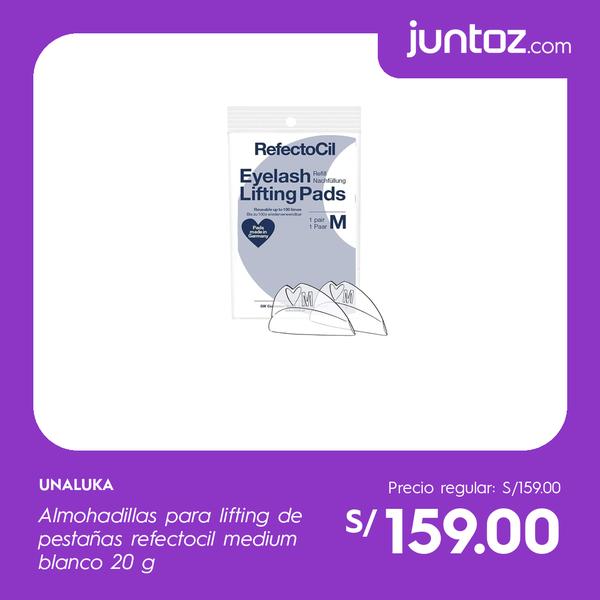 juntoz.com
RefectoCil
Eyelash Refill
Nachfüllung
Lifting Pads
Reusable up to 100 times
Bis zu 100x wiederverwendbar
1 pair M
1 Paar
Pads
made in
Germany
M M
UNALUKA
Almohadillas para lifting de
pestañas refectocil medium
blanco 20 g
Precio regular: S/159.00
S/159.00